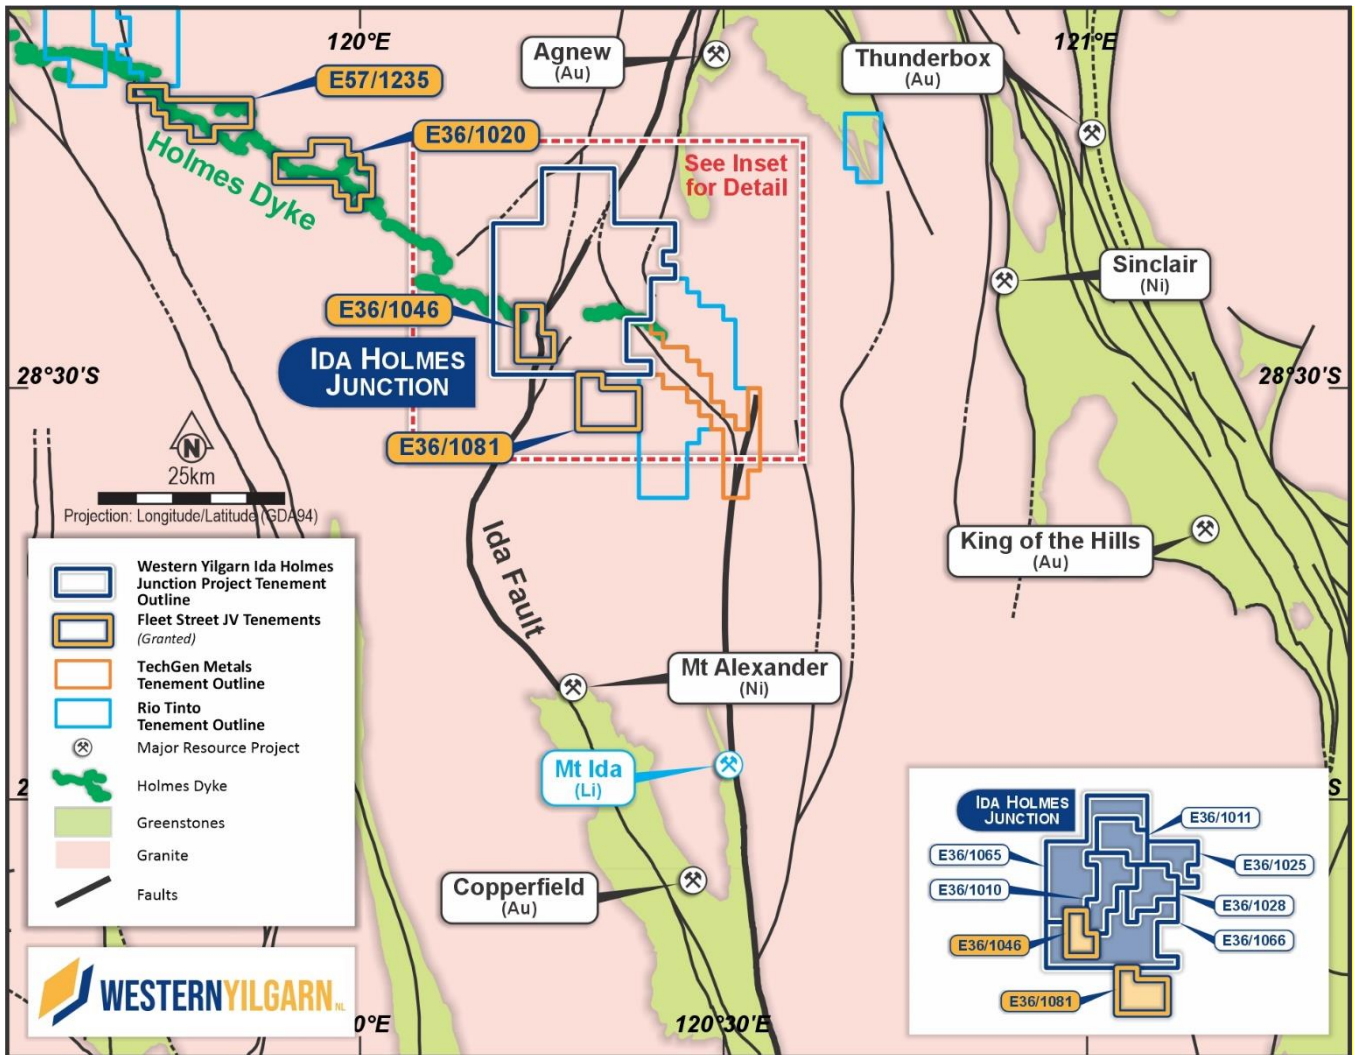 120°E
Agnew
(Au)
Thunderbox
(Au)
121°E
E57/1235
E36/1020
Holmes Dyke
See Inset
for Detail
Sinclair
(Ni)
E36/1046
IDA HOLMES
JUNCTION
28°30'S
28°30'S
E36/1081
N
25km
Projection: Longitude/Latitude (GDA94)
Ida Fault
King of the Hills
(Au)
Western Yilgarn Ida Holmes
Junction Project Tenement
Outline
Fleet Street JV Tenements
(Granted)
TechGen Metals
Tenement Outline
Rio Tinto
Tenement Outline
Major Resource Project
Holmes Dyke
Greenstones
Granite
Faults
Mt Alexander
(Ni)
Mt Ida
(Li)
Copperfield
(Au)
2
S
IDA HOLMES
JUNCTION
E36/1011
E36/1065
E36/1025
E36/1010
E36/1028
E36/1066
E36/1046
E36/1081
WESTERNYILGARN NL
0°E
120°30'E